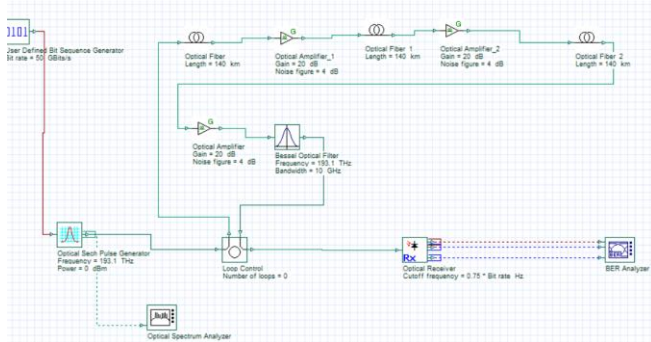 0101
User Defined Bit Sequence Generator
Bit rate = 50 GBits/s
Optical Fiber
Length = 140 km
G
Optical Amplifier_1
Gain = 20 dB
Noise figure = 4 dB
Optical Fiber 1
Length = 140 km
G
Optical Amplifier_2
Gain = 20 dB
Noise figure = 4 dB
Optical Fiber 2
Length = 140 km
G
Optical Amplifier
Gain = 20 dB
Noise figure = 4 dB
Bessel Optical Filter
Frequency = 193.1 THz
Bandwidth = 10 GHz
Optical Sech Pulse Generator
Frequency = 193.1 THz
Power = 0 dBm
Loop Control
Number of loops = 0
Rx
Optical Receiver
Cutoff frequency = 0.75 * Bit rate Hz
BER Analyzer
Optical Spectrum Analyzer